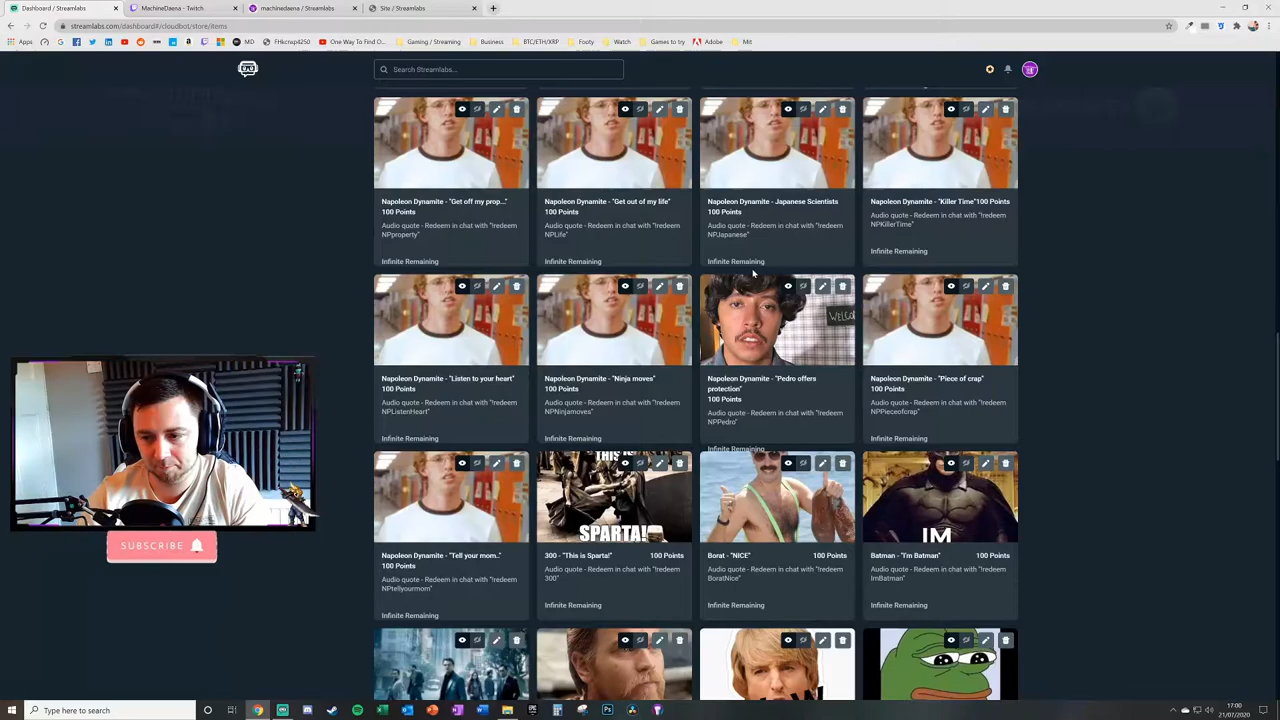 Dashboard / Streamlabs
MachineDaena - Twitch
machinedaena / Streamlabs
Site / Streamlabs
streamlabs.com/dashboard#/cloudbot/store/items
Apps
MD
FHkcrxp4250
One Way To Find O...
Gaming / Streaming
Business
BTC/ETH/XRP
Footy
Watch
Games to try
Adobe
Mit
Search Streamlabs...
Napoleon Dynamite - "Get off my prop..."
100 Points
Audio quote - Redeem in chat with "!redeem
NPproperty"
Infinite Remaining
Napoleon Dynamite - "Get out of my life"
100 Points
Audio quote - Redeem in chat with "!redeem
NPLife"
Infinite Remaining
Napoleon Dynamite - Japanese Scientists
100 Points
Audio quote - Redeem in chat with "!redeem
NPJapanese"
Infinite Remaining
Napoleon Dynamite - "Killer Time"100 Points
Audio quote - Redeem in chat with "!redeem
NPKillerTime"
Infinite Remaining
Napoleon Dynamite - "Listen to your heart"
100 Points
Audio quote - Redeem in chat with "!redeem
NPListenHeart"
Infinite Remaining
Napoleon Dynamite - "Ninja moves"
100 Points
Audio quote - Redeem in chat with "!redeem
NPNinjamoves"
Infinite Remaining
WELCO
Napoleon Dynamite - "Pedro offers
protection"
100 Points
Audio quote - Redeem in chat with "!redeem
NPPedro"
Infinite Remaining
Napoleon Dynamite - "Piece of crap"
100 Points
Audio quote - Redeem in chat with "!redeem
NPPieceofcrap"
Infinite Remaining
Napoleon Dynamite - "Tell your mom.."
100 Points
Audio quote - Redeem in chat with "!redeem
NPtellyourmom"
Infinite Remaining
THIS IS
SPARTA!
300 - "This is Sparta!" 100 Points
Audio quote - Redeem in chat with "!redeem
300"
Infinite Remaining
Borat - "NICE" 100 Points
Audio quote - Redeem in chat with "!redeem
BoratNice"
Infinite Remaining
IM
Batman - "I'm Batman" 100 Points
Audio quote - Redeem in chat with "!redeem
ImBatman"
Infinite Remaining
SUBSCRIBE
Type here to search
17:00
21/07/2020